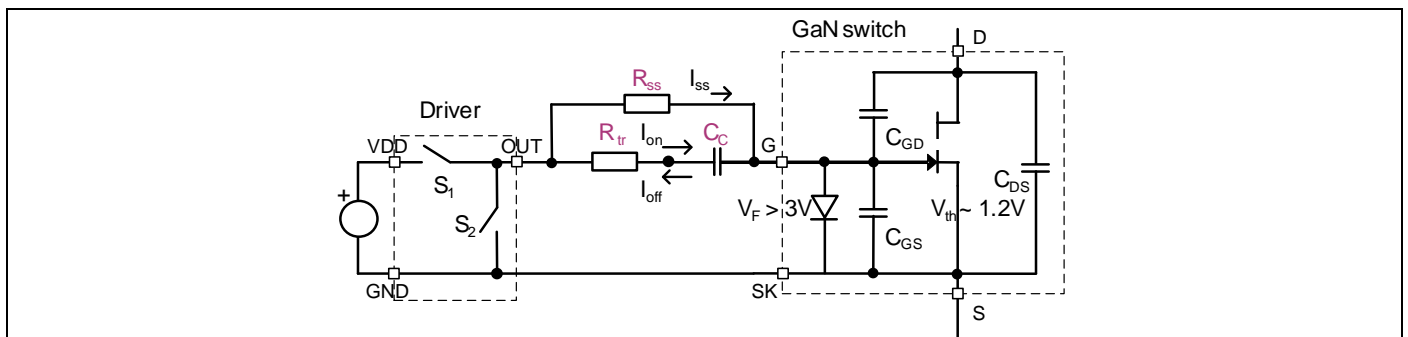 GaN switch
D
Rss
Iss
Driver
VDD
OUT
Rtr
Ion
CC
G
CGD
S1
Ioff
CDS
S2
VF > 3V
Vth ~ 1.2V
CGS
+
GND
SK
S